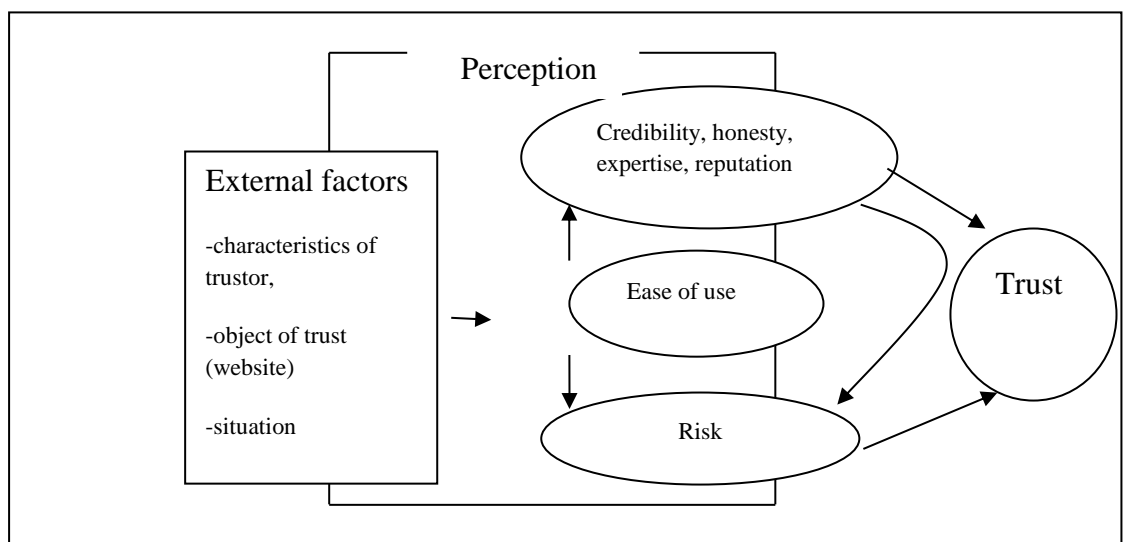 Perception
Credibility, honesty,
expertise, reputation
External factors
-characteristics of
trustor,
-object of trust
(website)
-situation
Ease of use
Risk
Trust